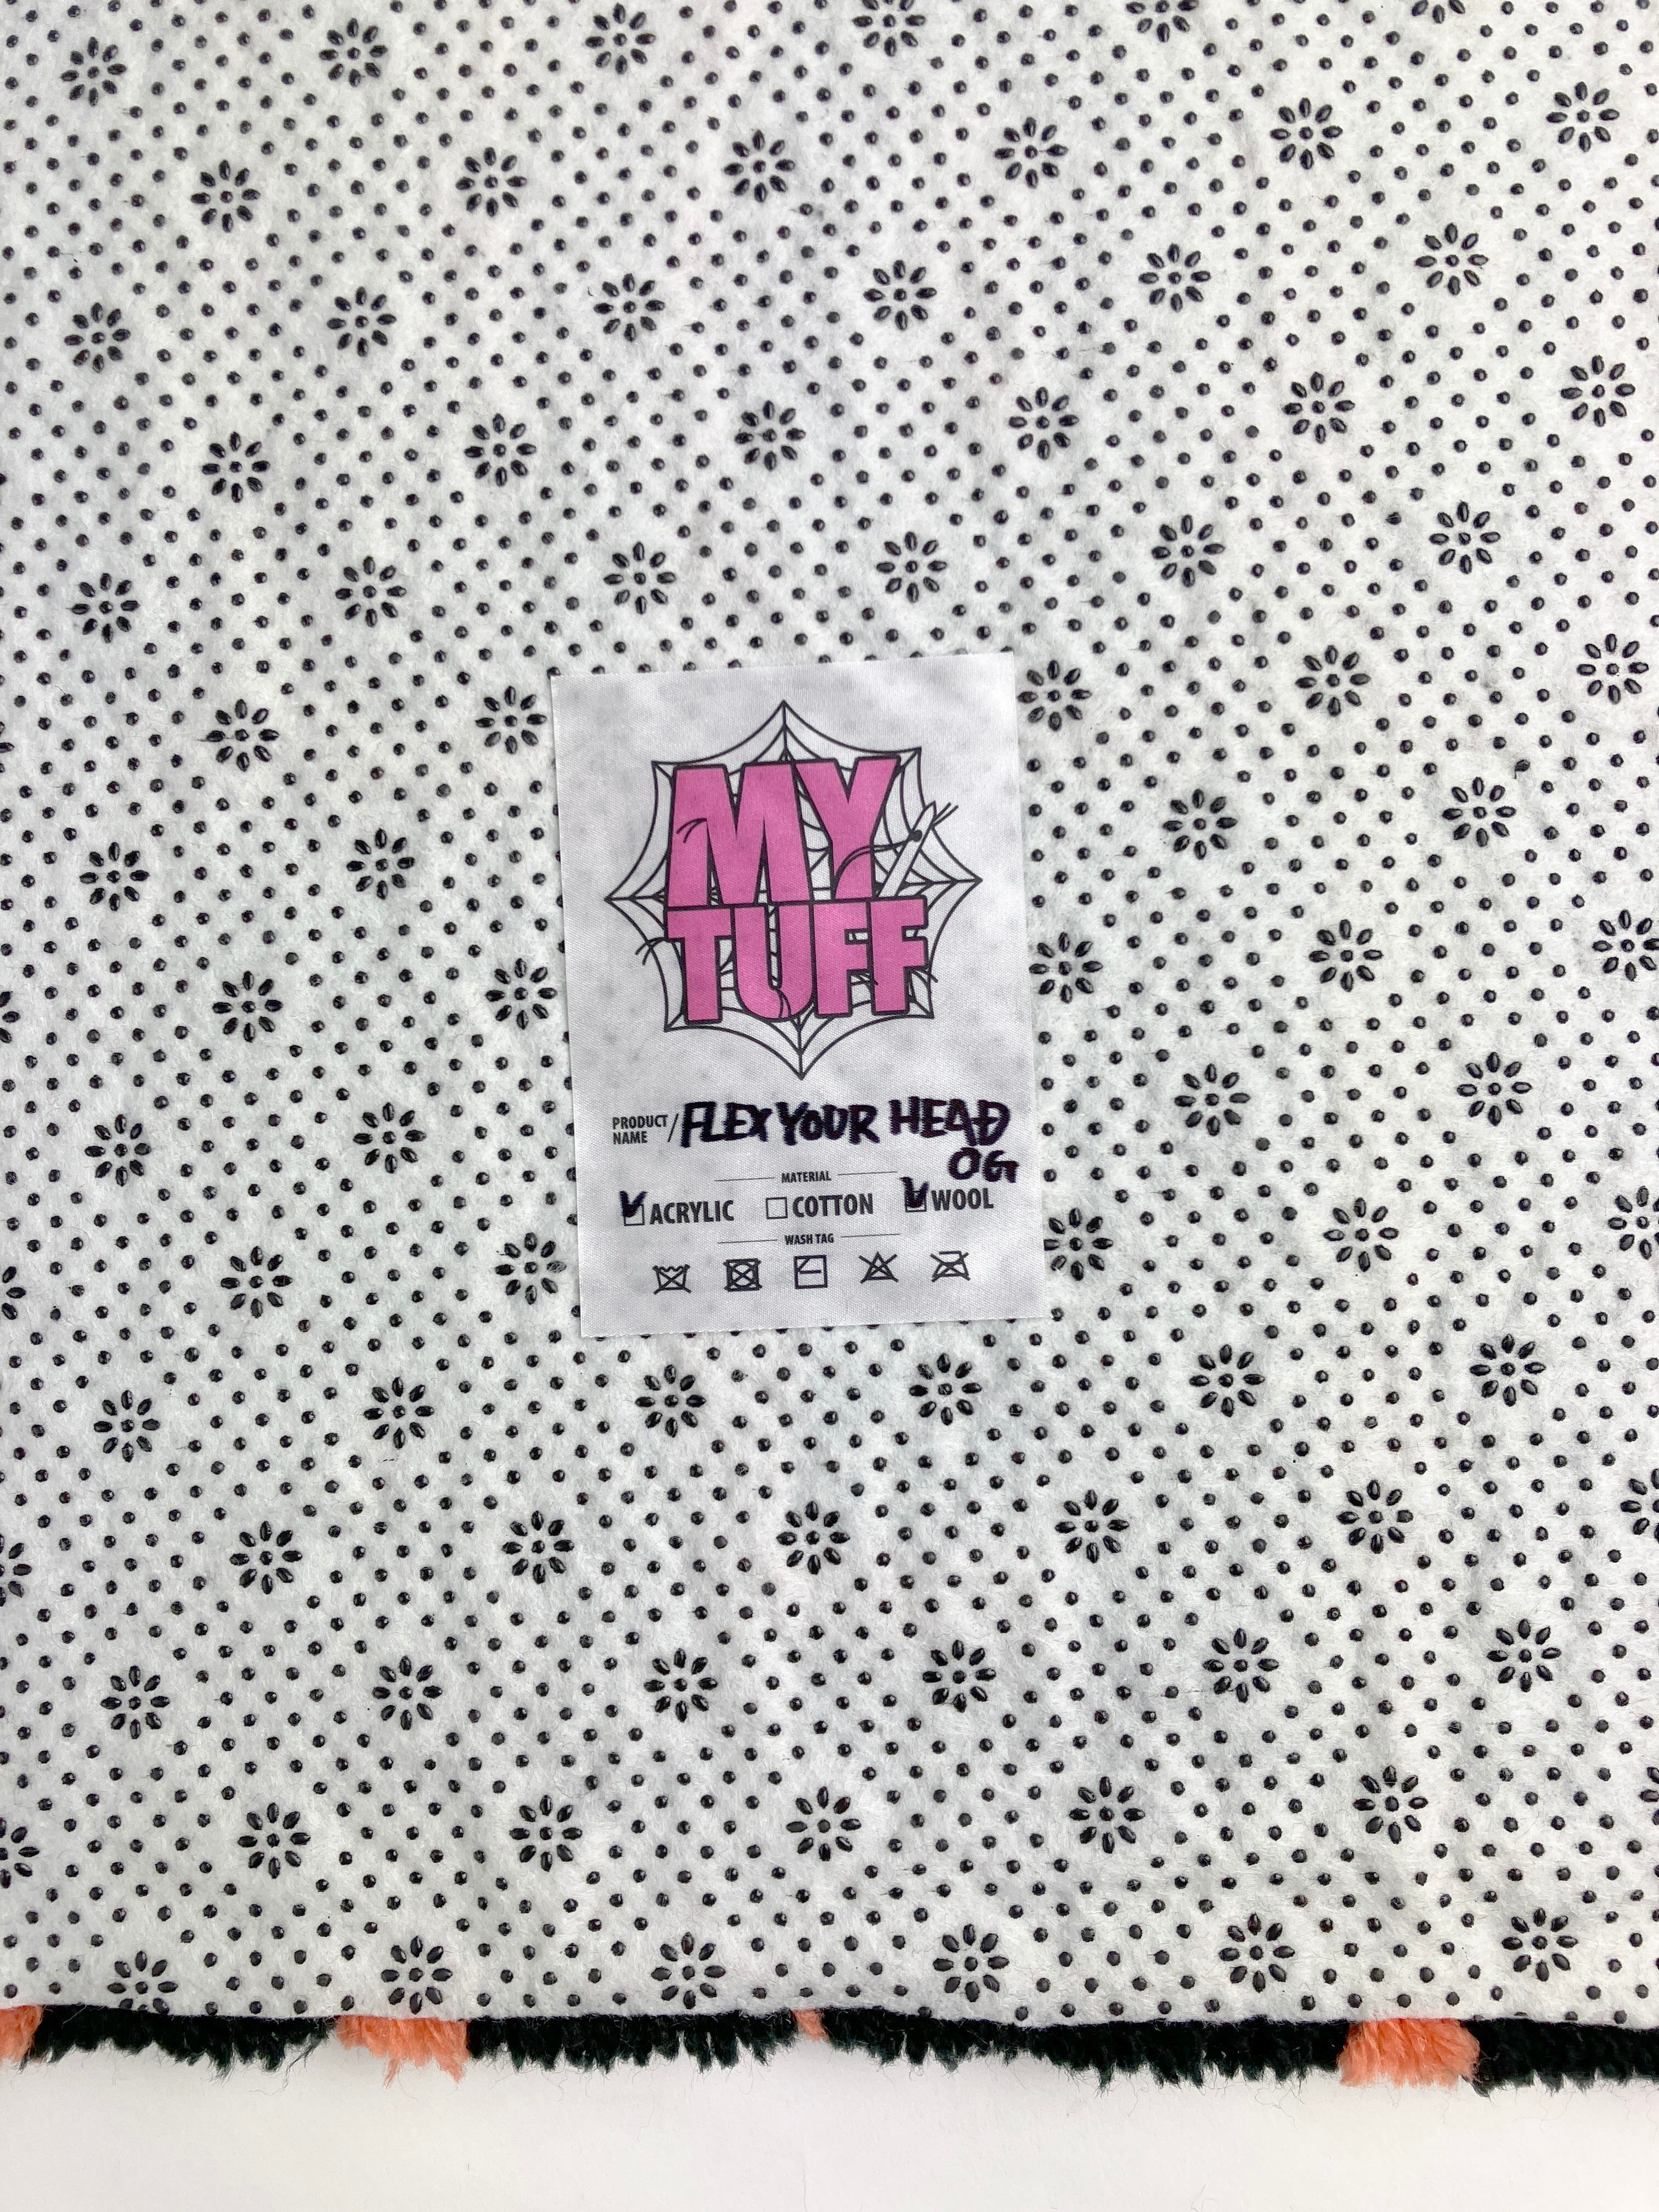 MY
TUFF
PRODUCT NAME / FLEX YOUR HEAD
OG
MATERIAL
ACRYLIC COTTON WOOL
WASH TAG